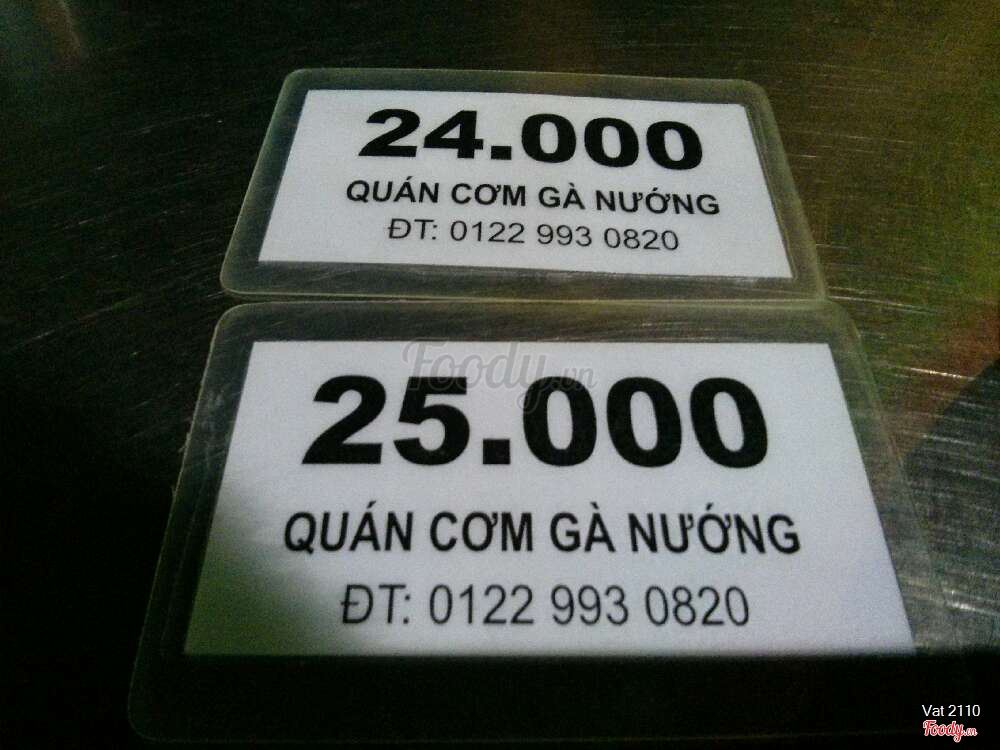 24.000
QUÁN CƠM GÀ NƯỚNG
ĐT: 0122 993 0820
Foody.vn
25.000
QUÁN CƠM GÀ NƯỚNG
ĐT: 0122 993 0820
Vat 2110
Foody.vn